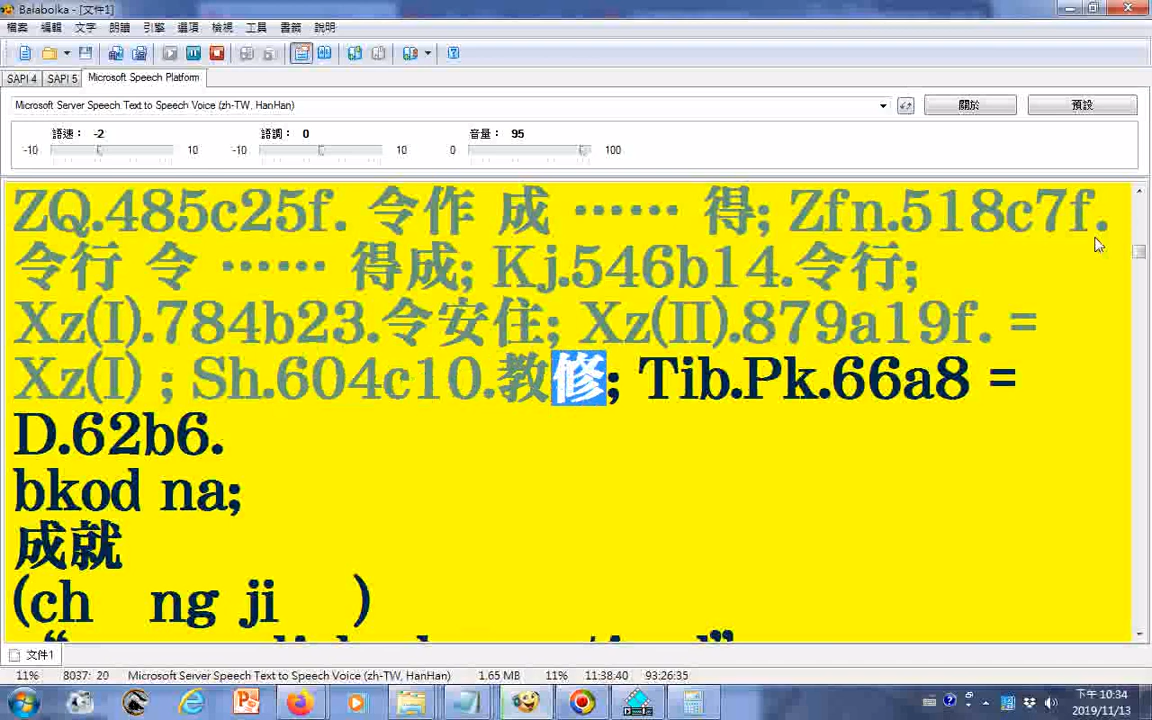 Balabolka - [文件1]
檔案 編輯 文字 朗讀 引擎 選項 檢視 工具 書籤 說明
SAPI 4 SAPI 5 Microsoft Speech Platform
Microsoft Server Speech Text to Speech Voice (zh-TW, HanHan) 關於 預設
語速： -2 語調： 0 音量： 95
-10 10 -10 10 0 100
ZQ.485c25f. 令作 成 …… 得; Zfn.518c7f.
令行 令 …… 得成; Kj.546b14.令行;
Xz(I).784b23.令安住; Xz(II).879a19f. =
Xz(I) ; Sh.604c10.教修; Tib.Pk.66a8 =
D.62b6.
bkod na;
成就
(ch ng ji )
文件1
11% 8037: 20 Microsoft Server Speech Text to Speech Voice (zh-TW, HanHan) 1.65 MB 11% 11:38.40 93:26:35
下午 10:34
2019/11/13